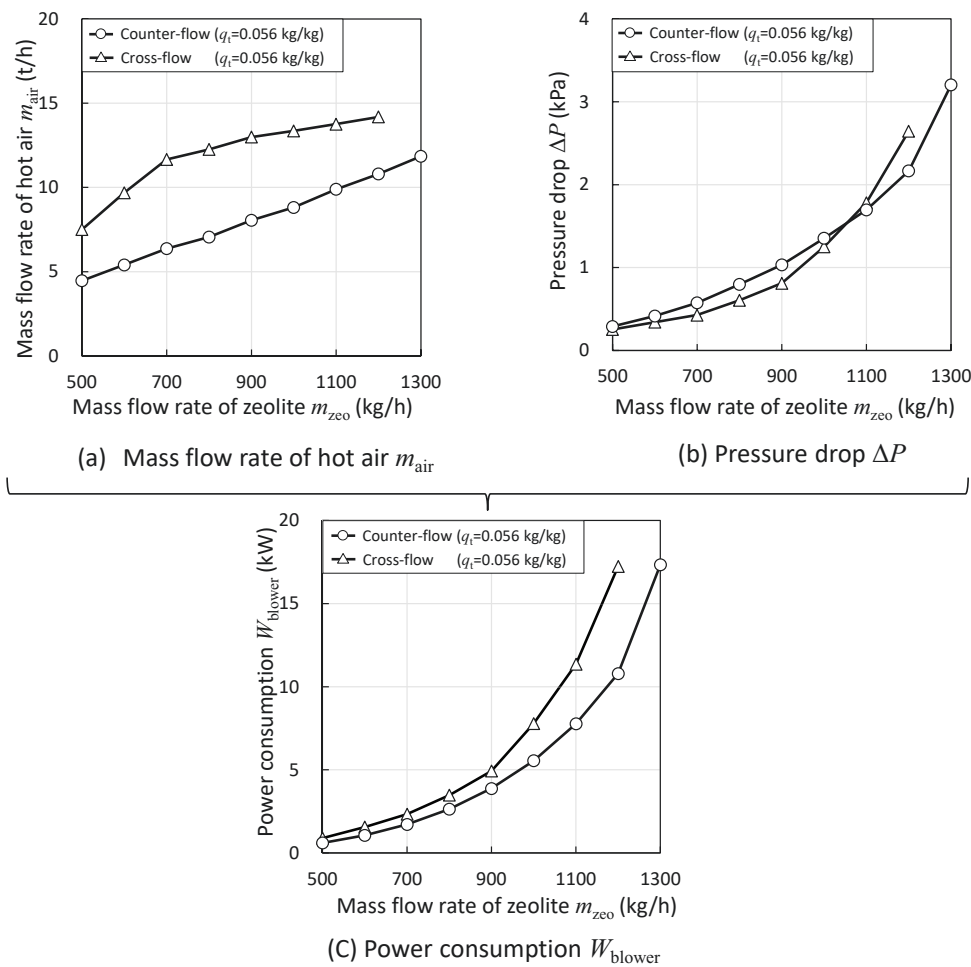 20
15
10
5
0
Mass flow rate of hot air m_air (t/h)
Counter-flow (q_t=0.056 kg/kg)
Cross-flow (q_t=0.056 kg/kg)
500 700 900 1100 1300
Mass flow rate of zeolite m_zeo (kg/h)
(a) Mass flow rate of hot air m_air
4
3
2
1
0
Pressure drop ΔP (kPa)
Counter-flow (q_t=0.056 kg/kg)
Cross-flow (q_t=0.056 kg/kg)
500 700 900 1100 1300
Mass flow rate of zeolite m_zeo (kg/h)
(b) Pressure drop ΔP
20
15
10
5
0
Power consumption W_blower (kW)
Counter-flow (q_t=0.056 kg/kg)
Cross-flow (q_t=0.056 kg/kg)
500 700 900 1100 1300
Mass flow rate of zeolite m_zeo (kg/h)
(C) Power consumption W_blower